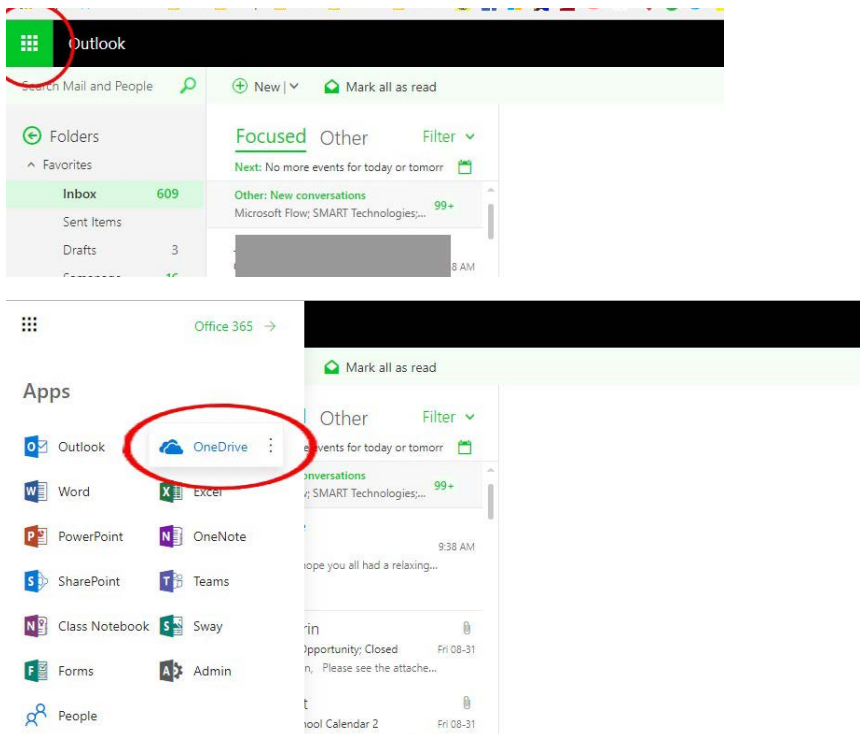 Outlook
Search Mail and People
New
Mark all as read
Folders
Favorites
Inbox 609
Sent Items
Drafts 3
Focused Other Filter
Next: No more events for today or tomorr
Other: New conversations
Microsoft Flow; SMART Technologies;... 99+
8 AM
Office 365 →
Apps
Outlook OneDrive
Word Excel
PowerPoint OneNote
SharePoint Teams
Class Notebook Sway
Forms Admin
People
Mark all as read
Other Filter
e events for today or tomorr
nversations
; SMART Technologies;... 99+
9:38 AM
ope you all had a relaxing...
rin
Opportunity; Closed Fri 08-31
n, Please see the attache...
t
ool Calendar 2 Fri 08-31